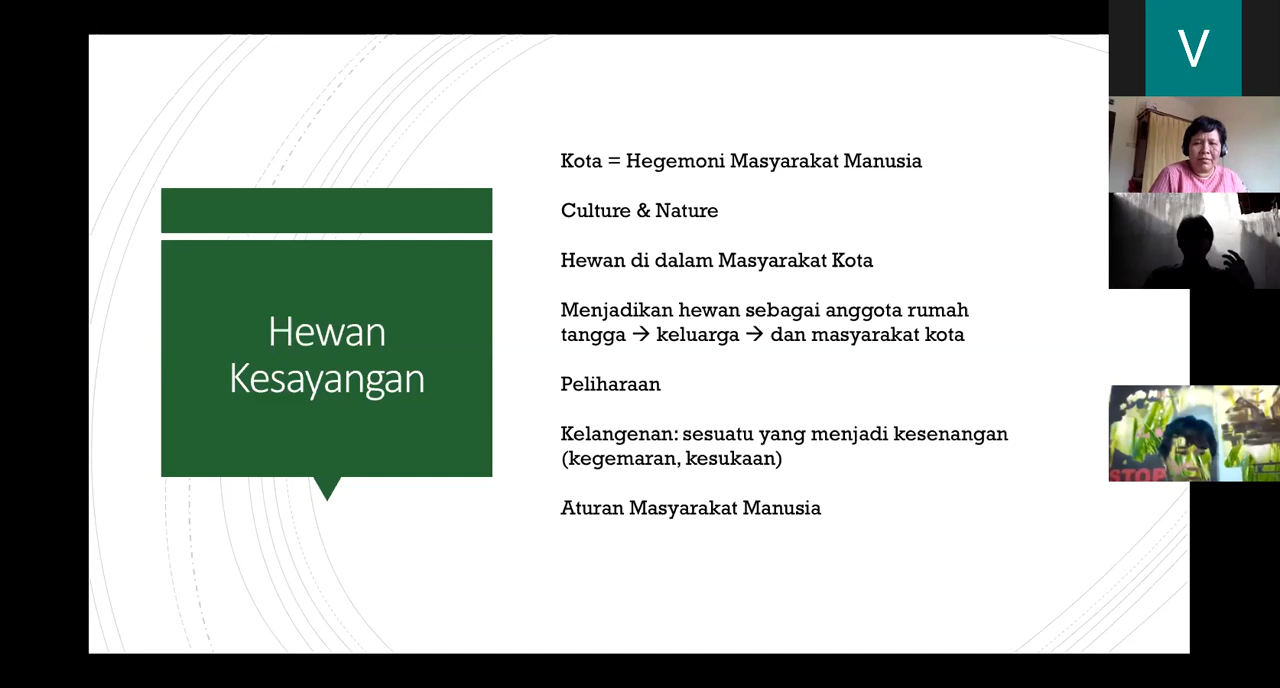 Hewan
Kesayangan
Kota = Hegemoni Masyarakat Manusia
Culture & Nature
Hewan di dalam Masyarakat Kota
Menjadikan hewan sebagai anggota rumah
tangga → keluarga → dan masyarakat kota
Peliharaan
Kelangenan: sesuatu yang menjadi kesenangan
(kegemaran, kesukaan)
Aturan Masyarakat Manusia
V
STOP